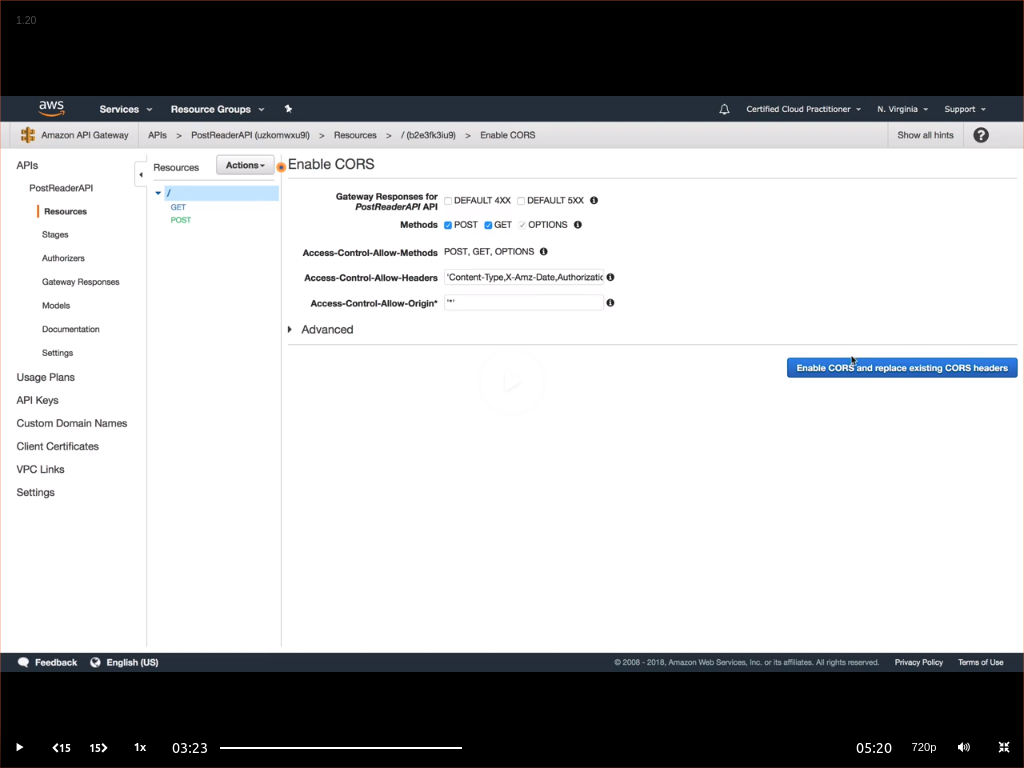 1.20
aws Services Resource Groups Certified Cloud Practitioner N. Virginia Support
Amazon API Gateway APIs > PostReaderAPI (uzkomwxu9l) > Resources > / (b2e3fk3iu9) > Enable CORS Show all hints ?
APIs
PostReaderAPI
Resources
Stages
Authorizers
Gateway Responses
Models
Documentation
Settings
Usage Plans
API Keys
Custom Domain Names
Client Certificates
VPC Links
Settings
Resources Actions
/
GET
POST
Enable CORS
Gateway Responses for PostReaderAPI API DEFAULT 4XX DEFAULT 5XX
Methods POST GET OPTIONS
Access-Control-Allow-Methods POST, GET, OPTIONS
Access-Control-Allow-Headers 'Content-Type,X-Amz-Date,Authorizatic
Access-Control-Allow-Origin* '*'
Advanced
Enable CORS and replace existing CORS headers
Feedback English (US) © 2008 - 2018, Amazon Web Services, Inc. or its affiliates. All rights reserved. Privacy Policy Terms of Use
15 15 1x 03:23 05:20 720p